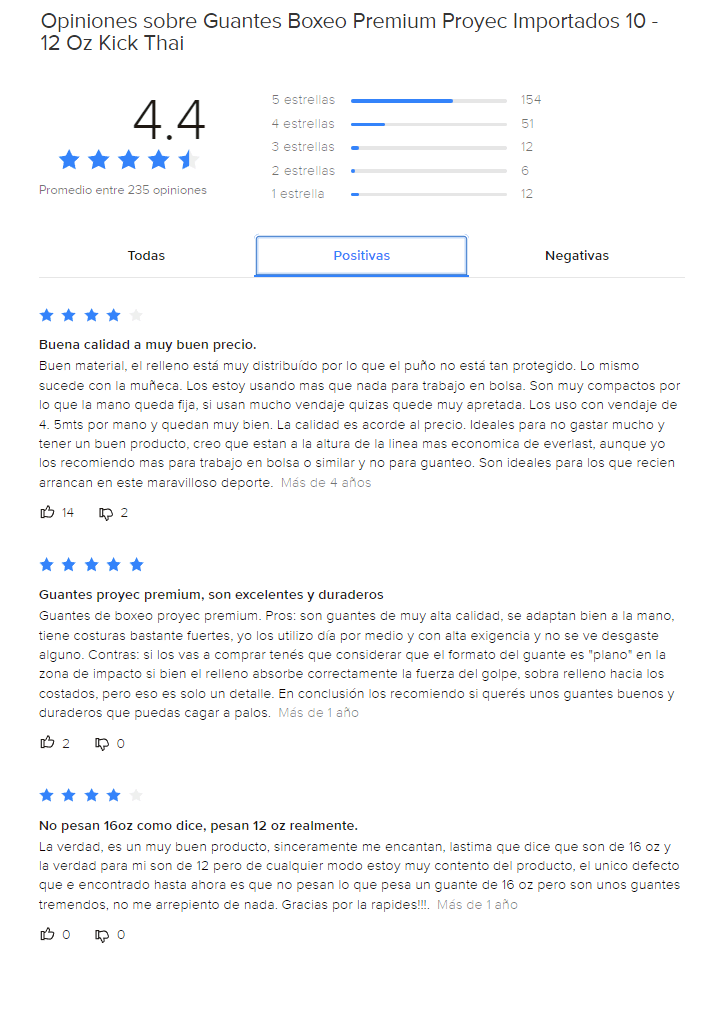 Opiniones sobre Guantes Boxeo Premium Proyec Importados 10 -
12 Oz Kick Thai
4.4
Promedio entre 235 opiniones
5 estrellas 154
4 estrellas 51
3 estrellas 12
2 estrellas 6
1 estrella 12
Todas Positivas Negativas
Buena calidad a muy buen precio.
Buen material, el relleno está muy distribuído por lo que el puño no está tan protegido. Lo mismo
sucede con la muñeca. Los estoy usando mas que nada para trabajo en bolsa. Son muy compactos por
lo que la mano queda fija, si usan mucho vendaje quizas quede muy apretada. Los uso con vendaje de
4. 5mts por mano y quedan muy bien. La calidad es acorde al precio. Ideales para no gastar mucho y
tener un buen producto, creo que estan a la altura de la linea mas economica de everlast, aunque yo
los recomiendo mas para trabajo en bolsa o similar y no para guanteo. Son ideales para los que recien
arrancan en este maravilloso deporte. Más de 4 años
14 2
Guantes proyec premium, son excelentes y duraderos
Guantes de boxeo proyec premium. Pros: son guantes de muy alta calidad, se adaptan bien a la mano,
tiene costuras bastante fuertes, yo los utilizo día por medio y con alta exigencia y no se ve desgaste
alguno. Contras: si los vas a comprar tenés que considerar que el formato del guante es "plano" en la
zona de impacto si bien el relleno absorbe correctamente la fuerza del golpe, sobra relleno hacia los
costados, pero eso es solo un detalle. En conclusión los recomiendo si querés unos guantes buenos y
duraderos que puedas cagar a palos. Más de 1 año
2 0
No pesan 16oz como dice, pesan 12 oz realmente.
La verdad, es un muy buen producto, sinceramente me encantan, lastima que dice que son de 16 oz y
la verdad para mi son de 12 pero de cualquier modo estoy muy contento del producto, el unico defecto
que e encontrado hasta ahora es que no pesan lo que pesa un guante de 16 oz pero son unos guantes
tremendos, no me arrepiento de nada. Gracias por la rapides!!!. Más de 1 año
0 0